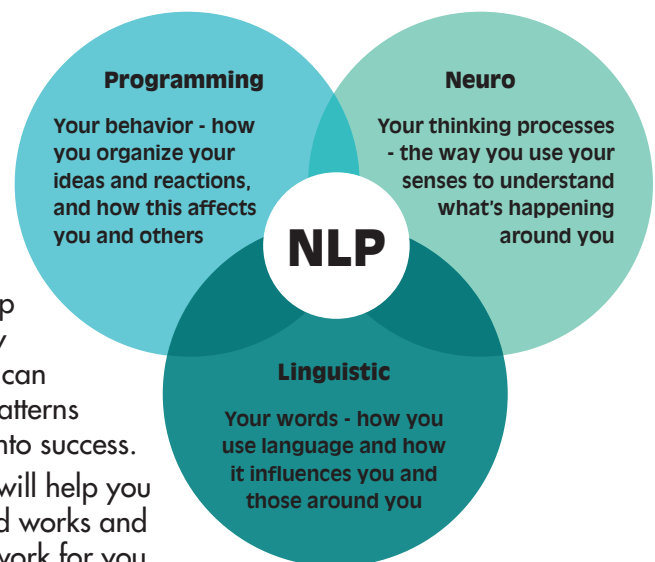 Programming
Your behavior - how
you organize your
ideas and reactions,
and how this affects
you and others
Neuro
Your thinking processes
- the way you use your
senses to understand
what's happening
around you
NLP
Linguistic
Your words - how you
use language and how
it influences you and
those around you
can
nto success.
will help you
works and
work for you